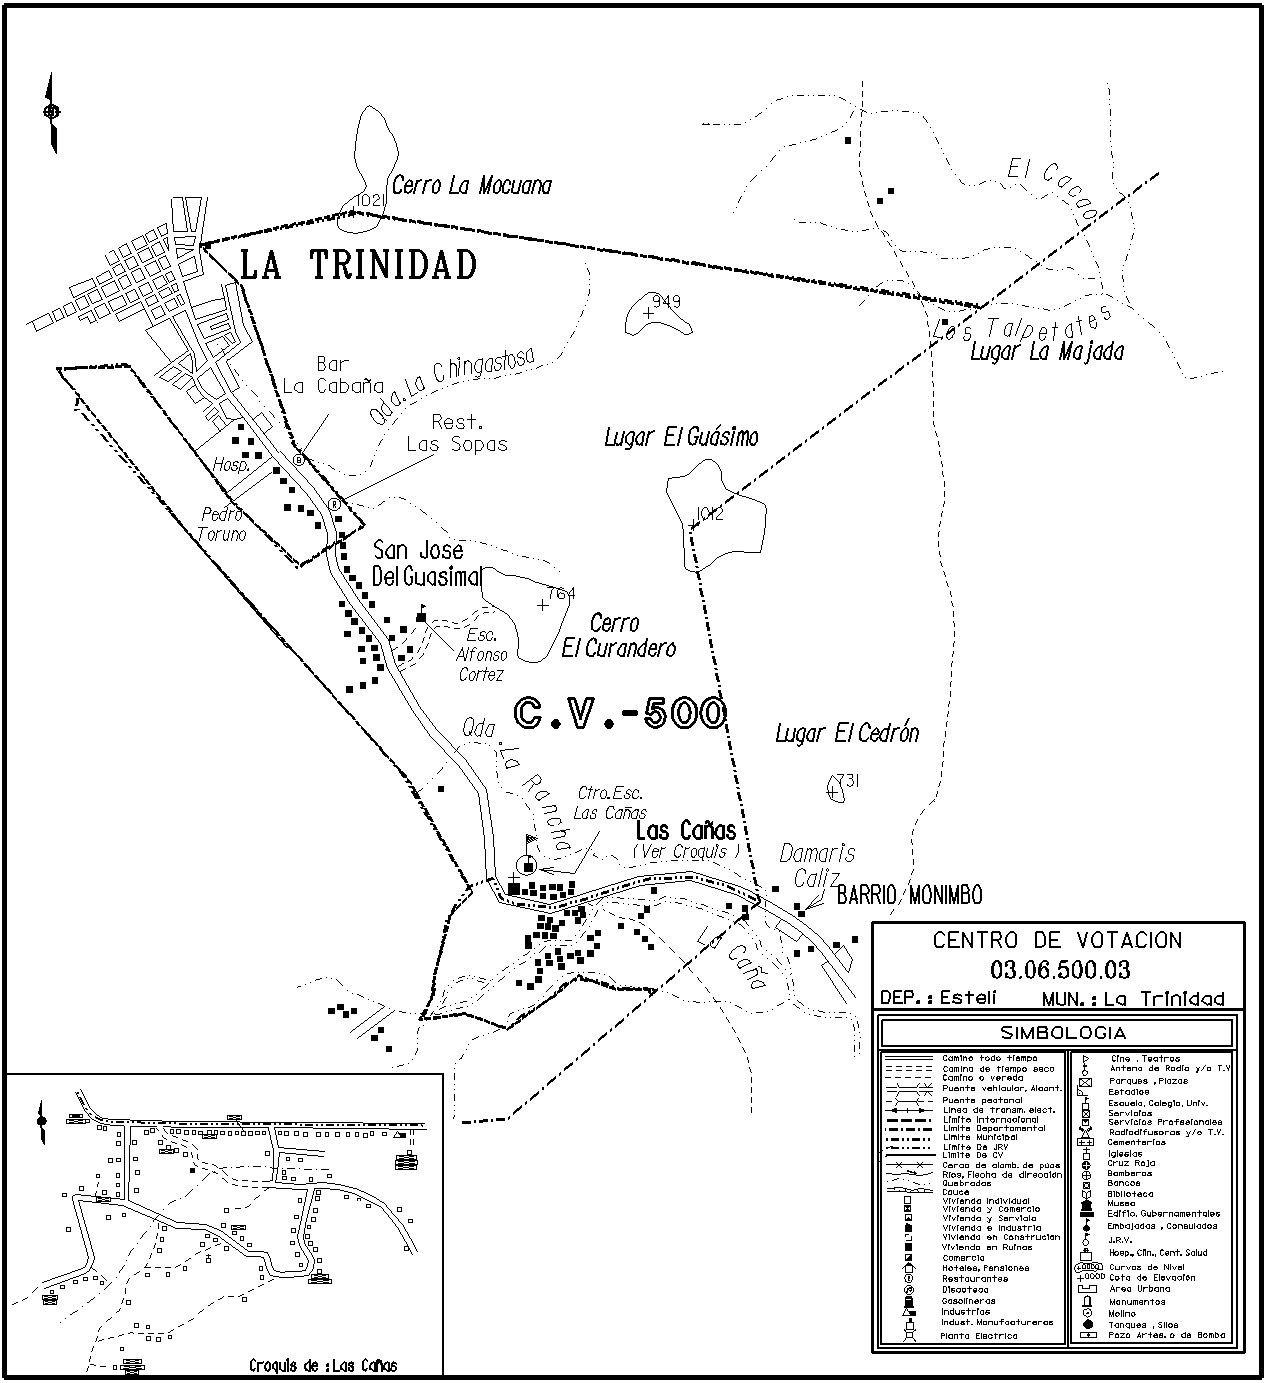 Cerro La Mocuana
1021
El Cacao
LA TRINIDAD
949
Los Talpetates
Lugar La Majada
Bar
La Cabaña
Qda. La Chingastosa
Rest.
Las Sopas
Lugar El Guásimo
Hosp.
Pedro
Toruno
1012
San Jose
Del Guasimal
764
Cerro
El Curandero
Esc.
Alfonso
Cortez
C.V.-500
Qda. La Rancha
Lugar El Cedrón
731
Ctro. Esc.
Las Cañas
Las Cañas
(Ver Croquis )
Damaris
Caliz
BARRIO MONIMBO
La Caña
CENTRO DE VOTACION
03.06.500.03
DEP.: Esteli MUN.: La Trinidad
SIMBOLOGIA
Camino todo tiempo
Camino de tiempo seco
Camino o vereda
Puente vehicular, Alcant.
Puente peatonal
Linea de transm. elect.
Limite Internacional
Limite Departamental
Limite Municipal
Limite De JRV
Limite De CV
Cerca de alamb. de púas
Rios, Flecha de dirección
Quebradas
Cauce
Vivienda Individual
Vivienda y Comercio
Vivienda y Servicio
Vivienda e Industria
Vivienda en Construcción
Vivienda en Ruinas
Comercio
Hoteles, Pensiones
Restaurantes
Discoteca
Gasolineras
Industrias
Indust. Manufactureras
Planta Electrica
Cine , Teatros
Antena de Radio y/o T.V
Parques , Plazas
Estadios
Escuela, Colegio, Univ.
Servicios
Servicios Profesionales
Radiodifusoras y/o T.V.
Cementerios
Iglesias
Cruz Roja
Bomberos
Bancos
Biblioteca
Museo
Edific. Gubernamentales
Embajadas , Consulados
J.R.V.
Hosp., Clin., Cent. Salud
Curvas de Nivel
Cota de Elevación
Area Urbana
Monumentos
Molino
Tanques , Silos
Pozo Artes. o de Bomba
Croquis de : Las Cañas